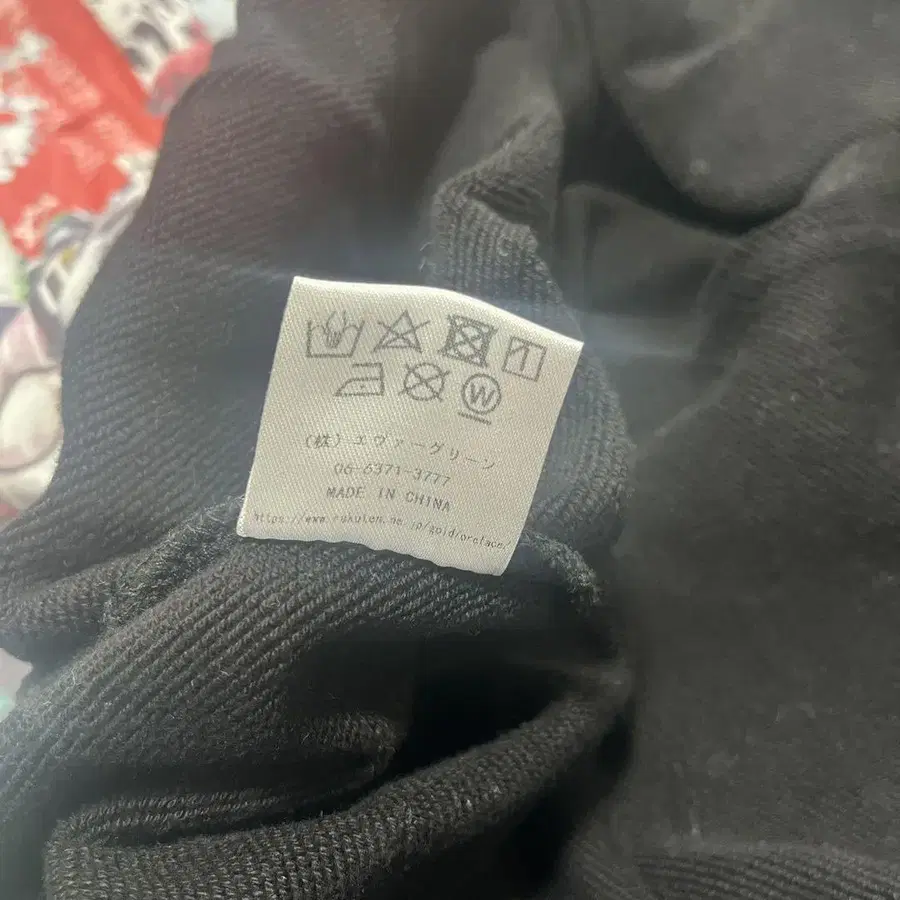 W
(株)エヴァーグリーン
06-6371-3777
MADE IN CHINA
https://www.rakuten.ne.jp/gold/oreface/